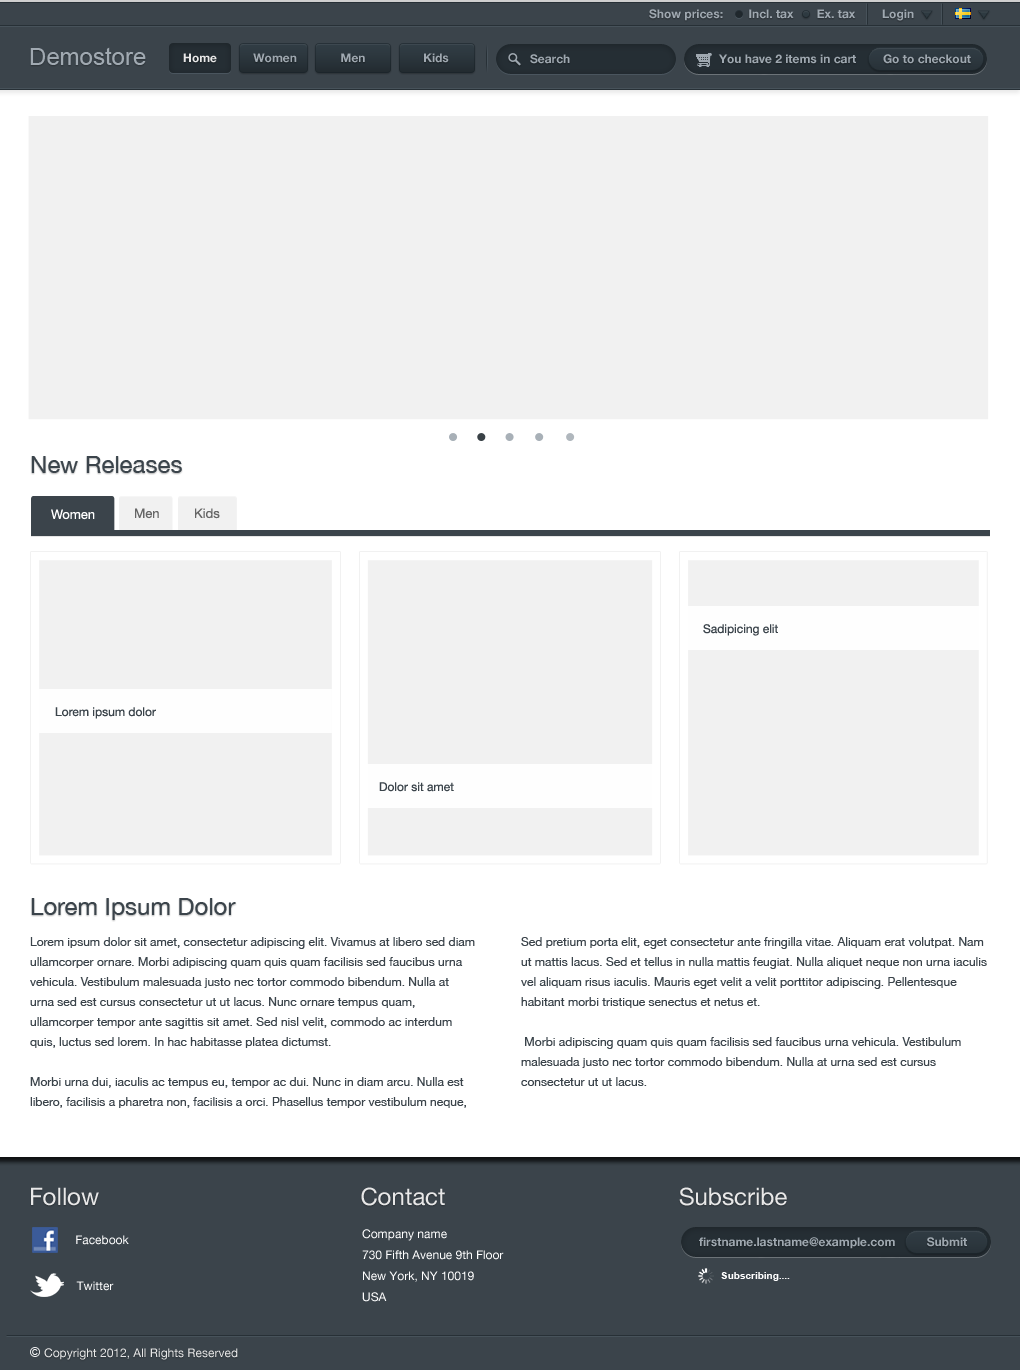 Show prices: Incl. tax Ex. tax Login
Demostore Home Women Men Kids Search You have 2 items in cart Go to checkout
New Releases
Women Men Kids
Sadipicing elit
Lorem ipsum dolor
Dolor sit amet
Lorem Ipsum Dolor
Lorem ipsum dolor sit amet, consectetur adipiscing elit. Vivamus at libero sed diam
ullamcorper ornare. Morbi adipiscing quam quis quam facilisis sed faucibus urna
vehicula. Vestibulum malesuada justo nec tortor commodo bibendum. Nulla at
urna sed est cursus consectetur ut ut lacus. Nunc ornare tempus quam,
ullamcorper tempor ante sagittis sit amet. Sed nisl velit, commodo ac interdum
quis, luctus sed lorem. In hac habitasse platea dictumst.
Morbi urna dui, iaculis ac tempus eu, tempor ac dui. Nunc in diam arcu. Nulla est
libero, facilisis a pharetra non, facilisis a orci. Phasellus tempor vestibulum neque,
Sed pretium porta elit, eget consectetur ante fringilla vitae. Aliquam erat volutpat. Nam
ut mattis lacus. Sed et tellus in nulla mattis feugiat. Nulla aliquet neque non urna iaculis
vel aliquam risus iaculis. Mauris eget velit a velit porttitor adipiscing. Pellentesque
habitant morbi tristique senectus et netus et.
Morbi adipiscing quam quis quam facilisis sed faucibus urna vehicula. Vestibulum
malesuada justo nec tortor commodo bibendum. Nulla at urna sed est cursus
consectetur ut ut lacus.
Follow
Facebook
Twitter
Contact
Company name
730 Fifth Avenue 9th Floor
New York, NY 10019
USA
Subscribe
firstname.lastname@example.com Submit
Subscribing....
© Copyright 2012, All Rights Reserved